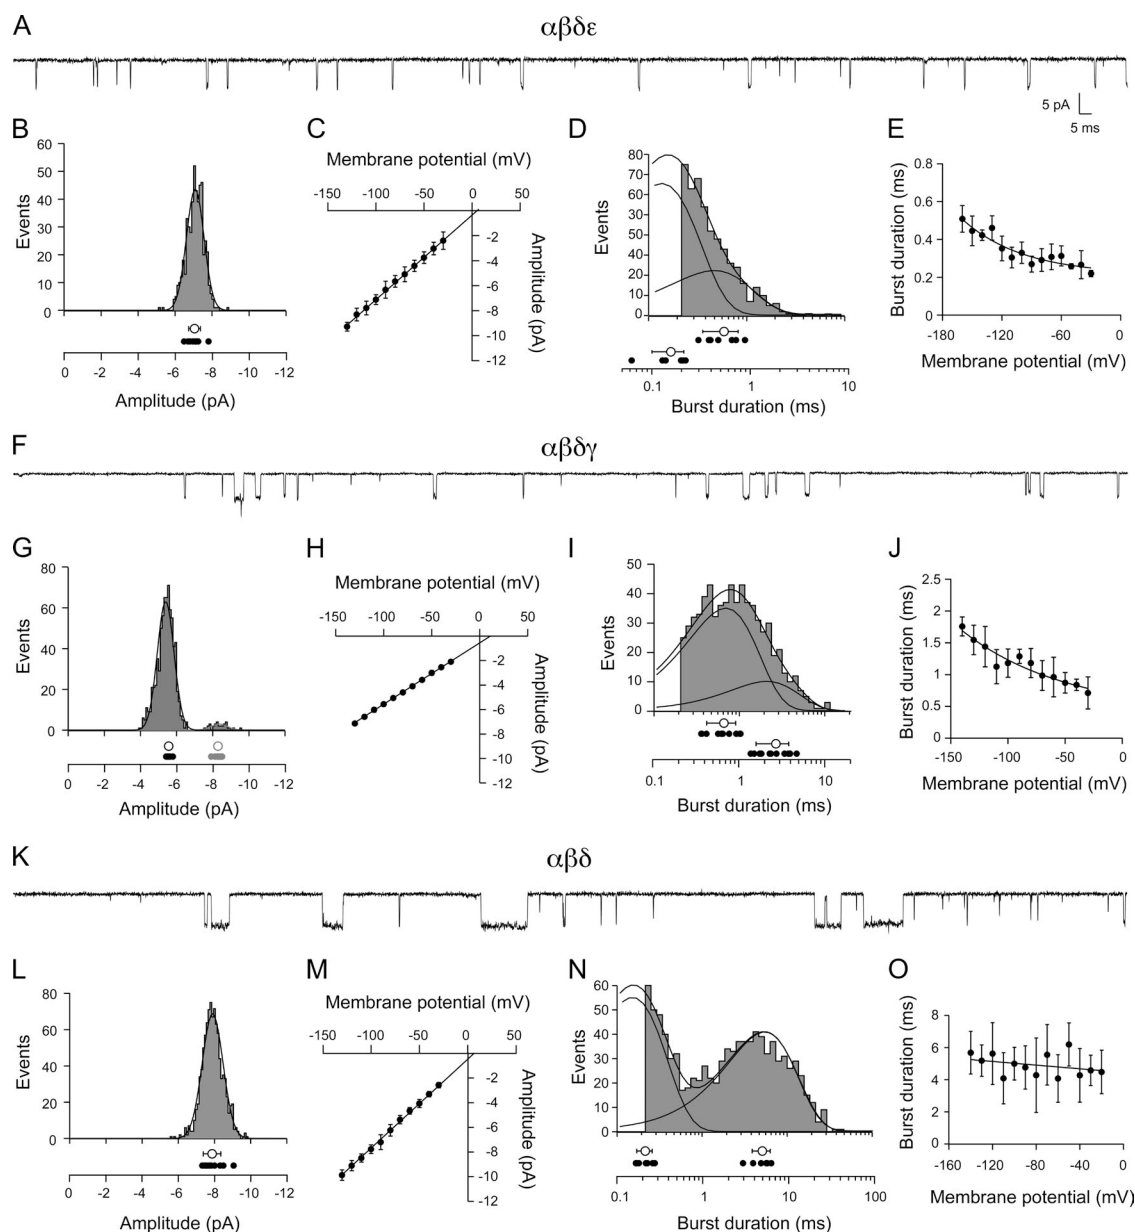 A
αβδε
5 pA
5 ms
B
60
50
40
30
20
10
0
Events
0 -2 -4 -6 -8 -10 -12
Amplitude (pA)
C
Membrane potential (mV)
-150 -100 -50 0 50
-2
-4
-6
-8
-10
-12
Amplitude (pA)
D
80
70
60
50
40
30
20
10
0
Events
0.1 1 10
Burst duration (ms)
E
0.8
0.6
0.4
0.2
0
Burst duration (ms)
-180 -120 -60 0
Membrane potential (mV)
F
αβδγ
G
80
60
40
20
0
Events
0 -2 -4 -6 -8 -10 -12
Amplitude (pA)
H
Membrane potential (mV)
-150 -100 -50 0 50
-2
-4
-6
-8
-10
-12
Amplitude (pA)
I
50
40
30
20
10
0
Events
0.1 1 10
Burst duration (ms)
J
2.5
2
1.5
1
0.5
0
Burst duration (ms)
-150 -100 -50 0
Membrane potential (mV)
K
αβδ
L
80
60
40
20
0
Events
0 -2 -4 -6 -8 -10 -12
Amplitude (pA)
M
Membrane potential (mV)
-150 -100 -50 0 50
-2
-4
-6
-8
-10
-12
Amplitude (pA)
N
60
50
40
30
20
10
0
Events
0.1 1 10 100
Burst duration (ms)
O
8
6
4
2
0
Burst duration (ms)
-160 -120 -80 -40 0
Membrane potential (mV)